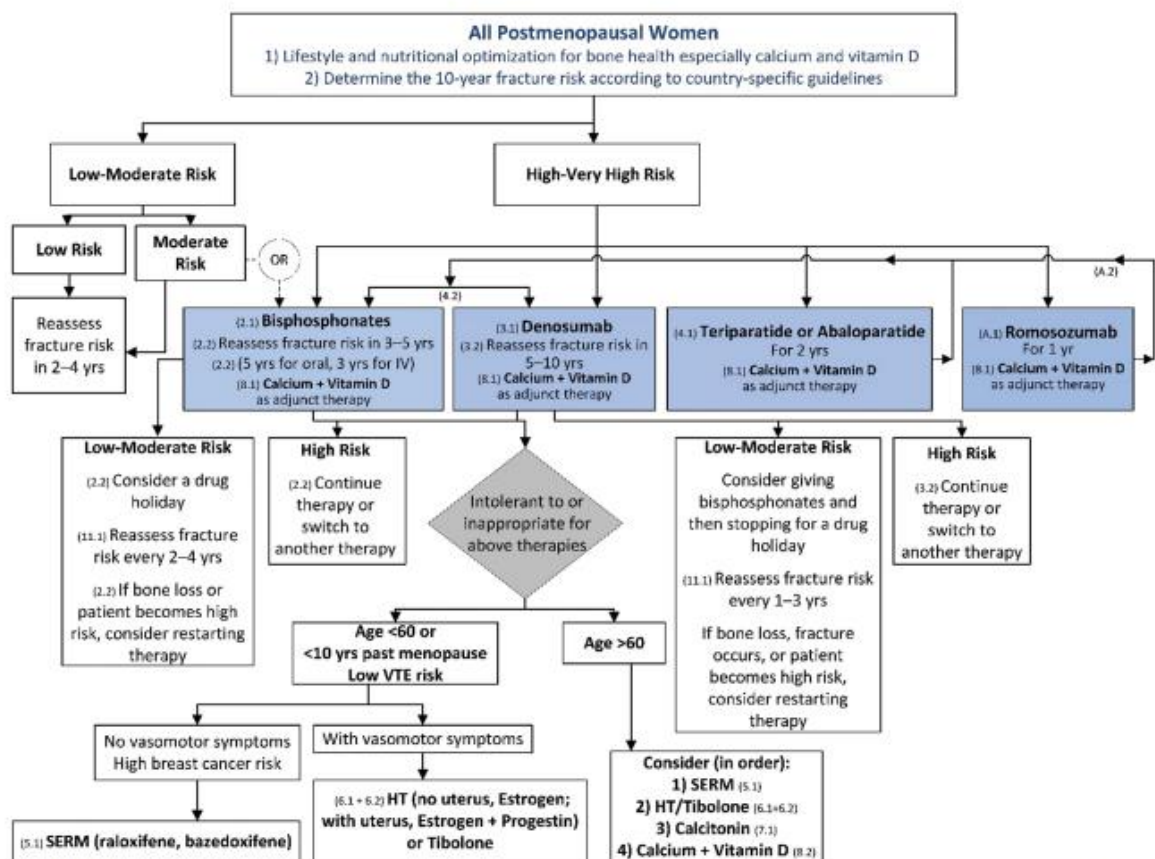 All Postmenopausal Women
1) Lifestyle and nutritional optimization for bone health especially calcium and vitamin D
2) Determine the 10-year fracture risk according to country-specific guidelines
Low-Moderate Risk
High-Very High Risk
Low Risk
Moderate
Risk
OR
(A.2)
(4.2)
Reassess
fracture risk
in 2–4 yrs
(2.1) Bisphosphonates
(2.2) Reassess fracture risk in 3–5 yrs
(2.2) (5 yrs for oral, 3 yrs for IV)
(8.1) Calcium + Vitamin D
as adjunct therapy
(3.1) Denosumab
(3.2) Reassess fracture risk in
5–10 yrs
(8.1) Calcium + Vitamin D
as adjunct therapy
(4.1) Teriparatide or Abaloparatide
For 2 yrs
(8.1) Calcium + Vitamin D
as adjunct therapy
(A.1) Romosozumab
For 1 yr
(8.1) Calcium + Vitamin D
as adjunct therapy
Low-Moderate Risk
(2.2) Consider a drug
holiday
(11.1) Reassess fracture
risk every 2–4 yrs
(2.2) If bone loss or
patient becomes high
risk, consider restarting
therapy
High Risk
(2.2) Continue
therapy or
switch to
another therapy
Intolerant to or
inappropriate for
above therapies
Low-Moderate Risk
Consider giving
bisphosphonates and
then stopping for a drug
holiday
(11.1) Reassess fracture risk
every 1–3 yrs
If bone loss, fracture
occurs, or patient
becomes high risk,
consider restarting
therapy
High Risk
(3.2) Continue
therapy or
switch to
another therapy
Age <60 or
<10 yrs past menopause
Low VTE risk
Age >60
No vasomotor symptoms
High breast cancer risk
With vasomotor symptoms
(5.1) SERM (raloxifene, bazedoxifene)
(6.1 + 6.2) HT (no uterus, Estrogen;
with uterus, Estrogen + Progestin)
or Tibolone
Consider (in order):
1) SERM (5.1)
2) HT/Tibolone (6.1+6.2)
3) Calcitonin (7.1)
4) Calcium + Vitamin D (8.2)